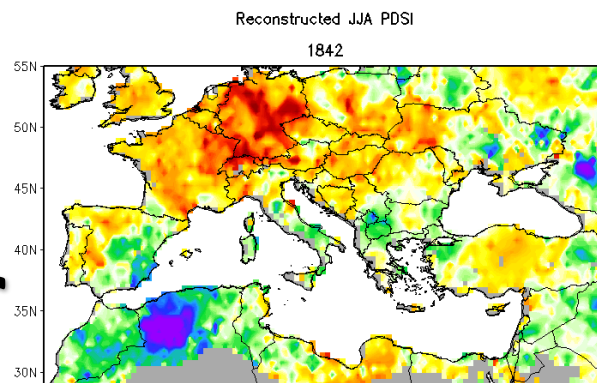 Reconstructed JJA PDSI
1842
55N
50N
45N
40N
35N
30N